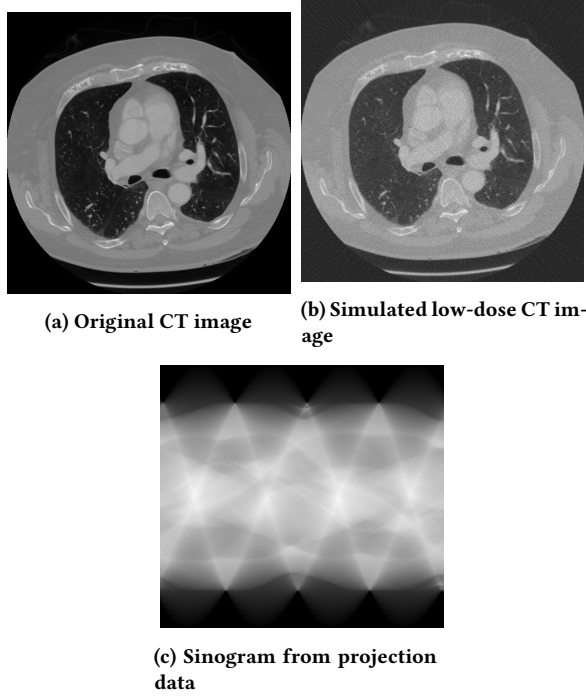 (a) Original CT image
(b) Simulated low-dose CT im-
age
(c) Sinogram from projection
data